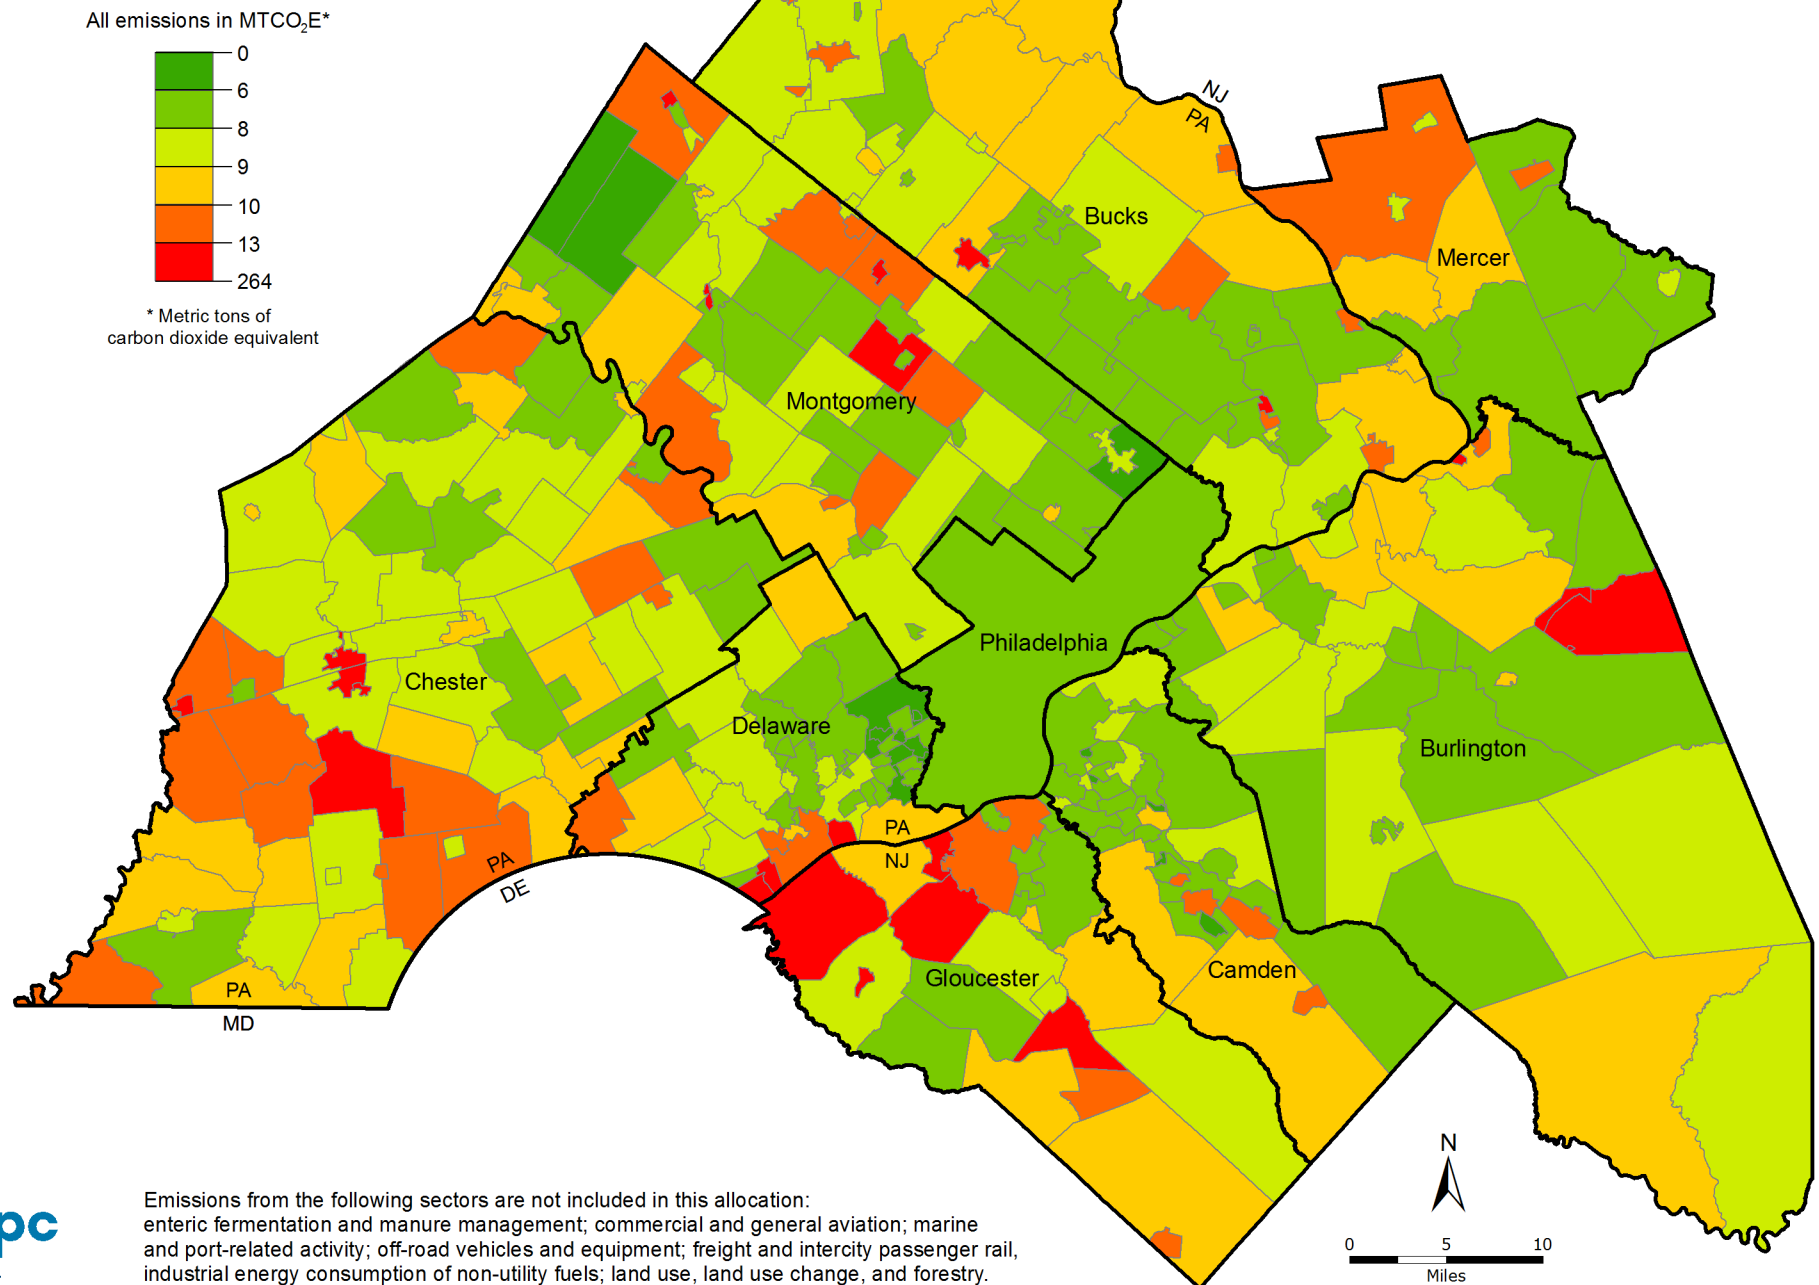 All emissions in MTCO2E*
0
6
8
9
10
13
264
* Metric tons of
carbon dioxide equivalent
NJ
PA
Bucks
Mercer
Montgomery
Philadelphia
Chester
Delaware
Burlington
PA
NJ
PA
DE
Gloucester
Camden
PA
MD
N
0 5 10
Miles
pc
Emissions from the following sectors are not included in this allocation:
enteric fermentation and manure management; commercial and general aviation; marine
and port-related activity; off-road vehicles and equipment; freight and intercity passenger rail,
industrial energy consumption of non-utility fuels; land use, land use change, and forestry.